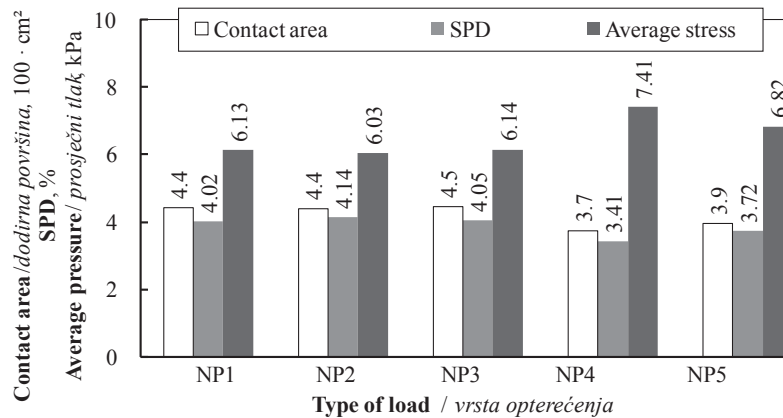 Contact area/dodirna površina, 100 · cm²
SPD, %
Average pressure/ prosječni tlak, kPa
10
8
6
4
2
0
Contact area SPD Average stress
4.4 4.02 6.13
4.4 4.14 6.03
4.5 4.05 6.14
3.7 3.41 7.41
3.9 3.72 6.82
NP1 NP2 NP3 NP4 NP5
Type of load / vrsta opterećenja